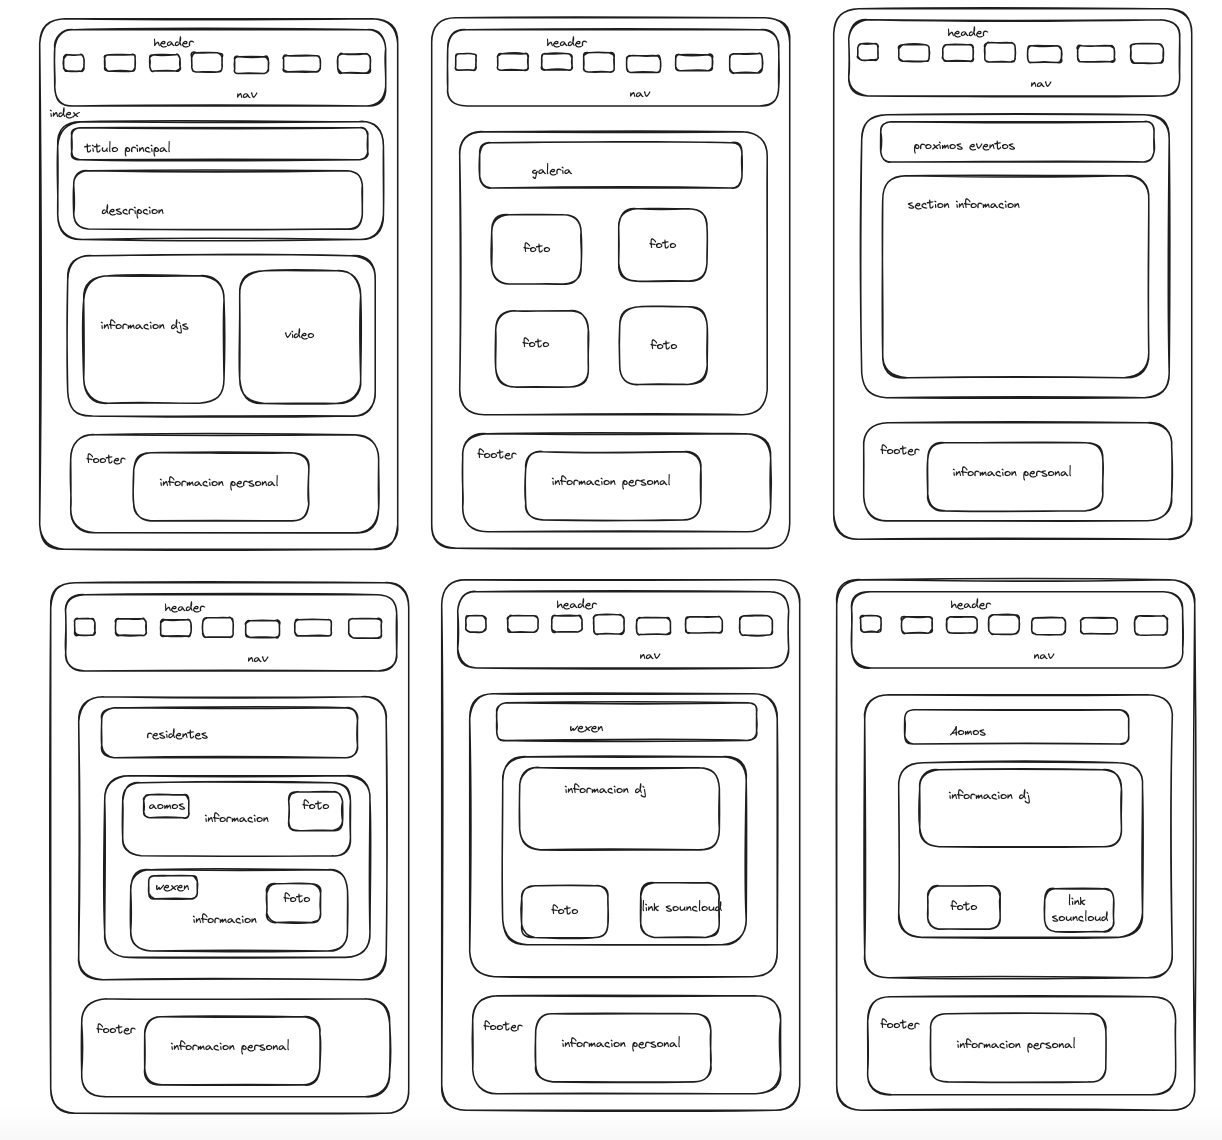 header
nav
index
titulo principal
descripcion
informacion djs
video
footer
informacion personal
header
nav
galeria
foto
foto
foto
foto
footer
informacion personal
header
nav
proximos eventos
section informacion
footer
informacion personal
header
nav
residentes
aomos
informacion
foto
wexen
informacion
foto
footer
informacion personal
header
nav
wexen
informacion dj
foto
link souncloud
footer
informacion personal
header
nav
Aomos
informacion dj
foto
link
souncloud
footer
informacion personal